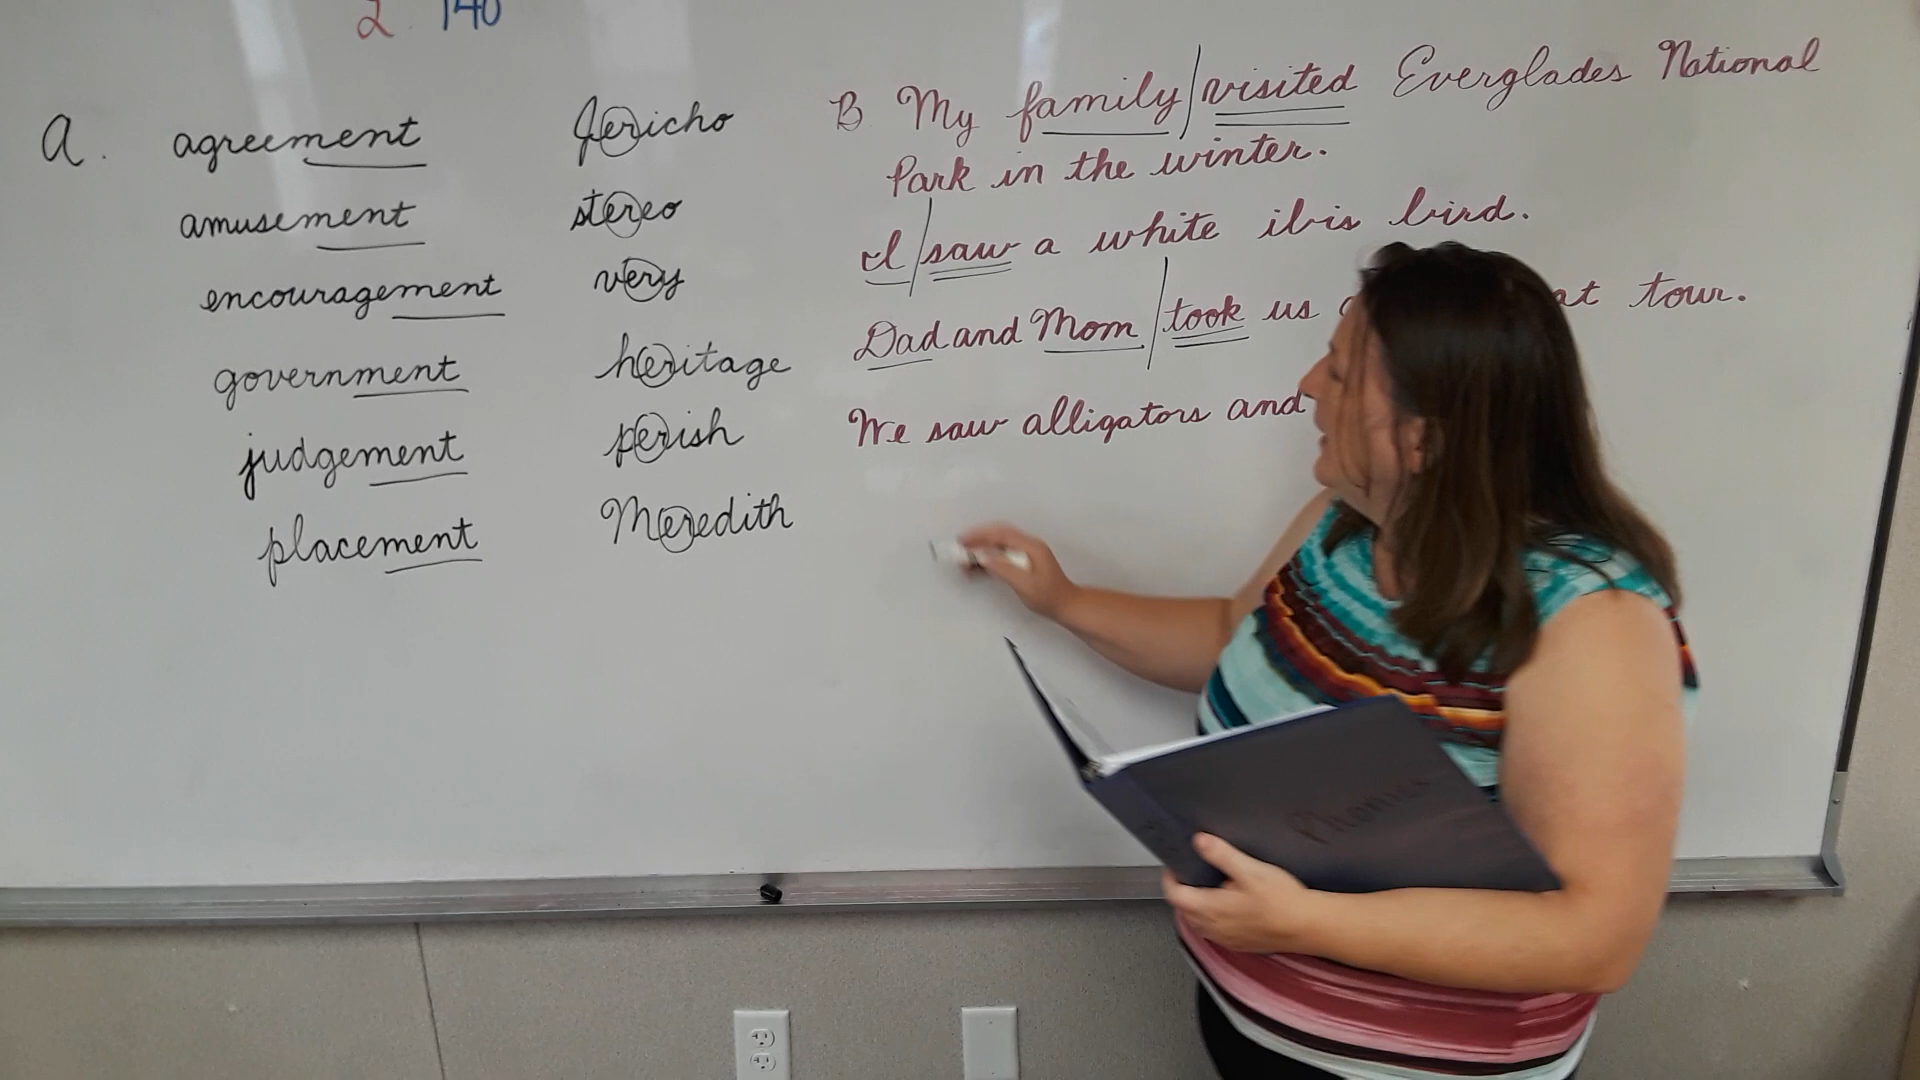 2 140
A. agreement Jericho
amusement stereo
encouragement very
government heritage
judgement perish
placement Meredith
B My family / visited Everglades National
Park in the winter.
I / saw a white ibis bird.
Dad and Mom / took us at tour.
We saw alligators and
Phonics